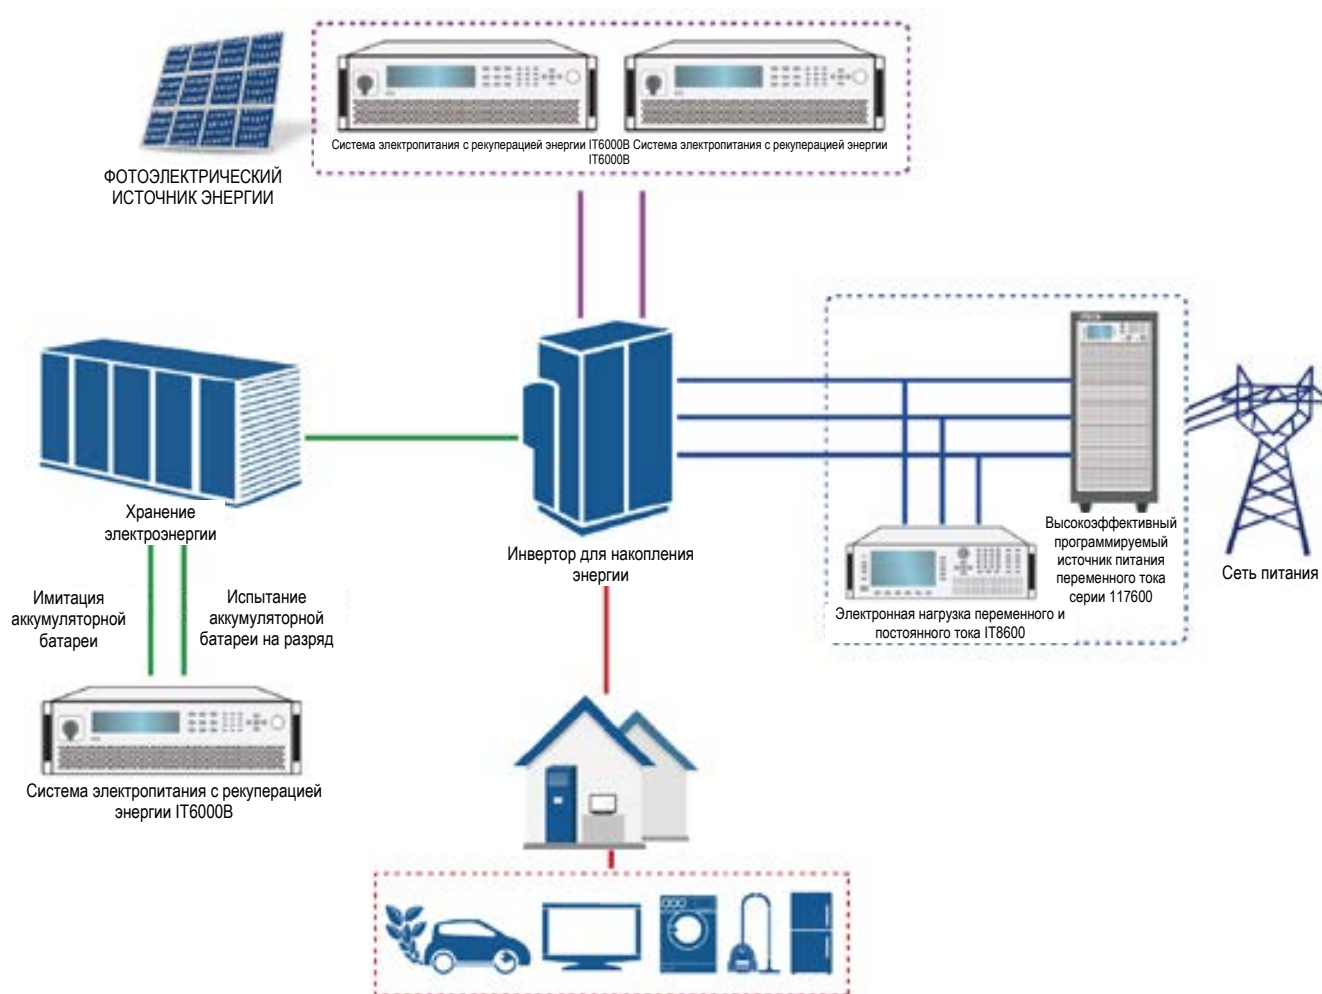 Система электропитания с рекуперацией энергии IT6000B Система электропитания с рекуперацией энергии
IT6000B
ФОТОЭЛЕКТРИЧЕСКИЙ
ИСТОЧНИК ЭНЕРГИИ
Хранение
электроэнергии
Инвертор для накопления
энергии
Высокоэффективный
программируемый
источник питания
переменного тока
серии 117600
Сеть питания
Электронная нагрузка переменного и
постоянного тока IT8600
Имитация
аккумуляторной
батареи
Испытание
аккумуляторной
батареи на разряд
Система электропитания с рекуперацией
энергии IT6000B